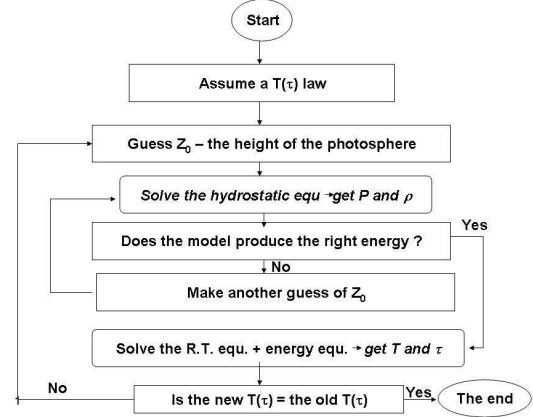 Start
Assume a T(τ) law
Guess Z₀ – the height of the photosphere
Solve the hydrostatic equ →get P and ρ
Yes
Does the model produce the right energy ?
No
Make another guess of Z₀
Solve the R.T. equ. + energy equ. → get T and τ
No
Is the new T(τ) = the old T(τ)
Yes
The end